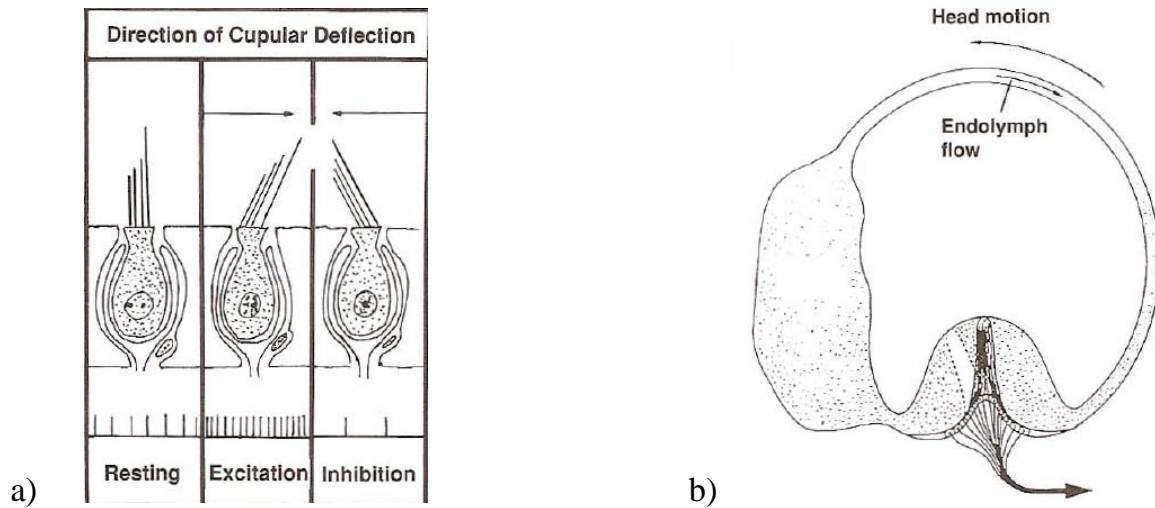 Direction of Cupular Deflection
Resting
Excitation
Inhibition
a)
Head motion
Endolymph
flow
b)